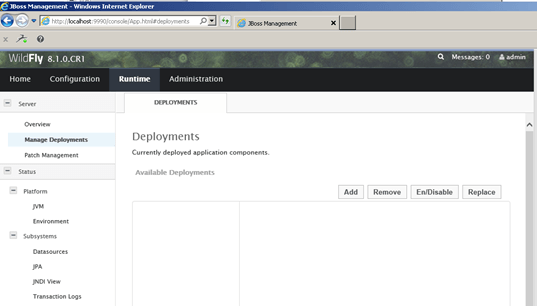 JBoss Management - Windows Internet Explorer
http://localhost:9990/console/App.html#deployments
JBoss Management
WildFly 8.1.0.CR1
Messages: 0
admin
Home
Configuration
Runtime
Administration
Server
DEPLOYMENTS
Overview
Manage Deployments
Patch Management
Deployments
Currently deployed application components.
Available Deployments
Add
Remove
En/Disable
Replace
Status
Platform
JVM
Environment
Subsystems
Datasources
JPA
JNDI View
Transaction Logs